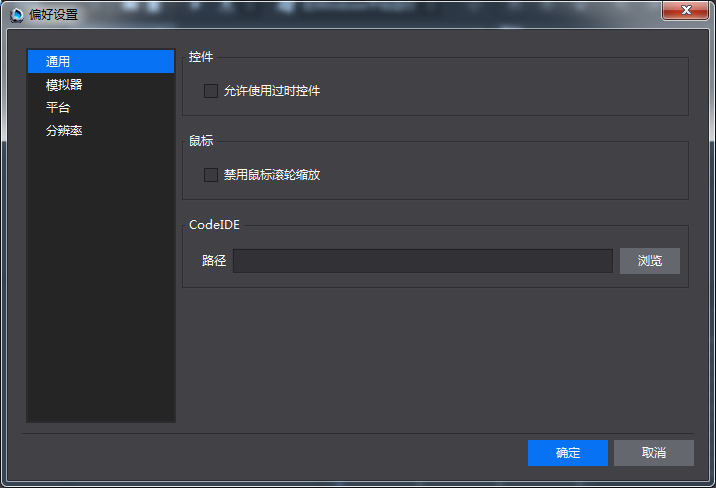 偏好设置
通用
模拟器
平台
分辨率
控件
允许使用过时控件
鼠标
禁用鼠标滚轮缩放
CodeIDE
路径
浏览
确定
取消